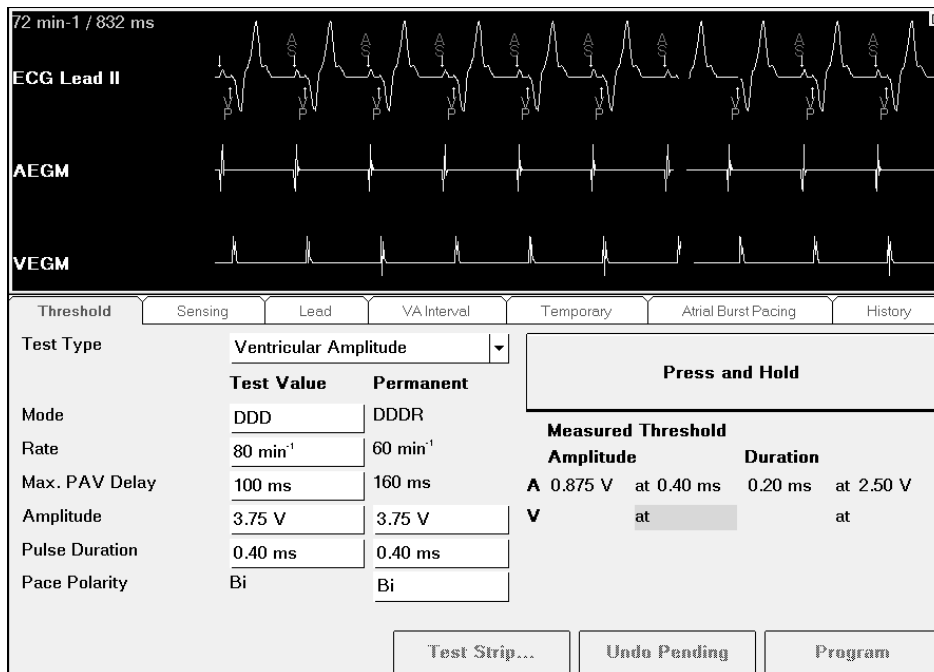 72 min-1 / 832 ms
A S A S A S A S A S A S A S A S
ECG Lead II
V P V P V P V P V P V P V P V P V P
AEGM
VEGM
Threshold Sensing Lead VA Interval Temporary Atrial Burst Pacing History
Test Type Ventricular Amplitude
Press and Hold
Test Value Permanent
Mode DDD DDDR
Measured Threshold
Rate 80 min⁻¹ 60 min⁻¹
Amplitude Duration
Max. PAV Delay 100 ms 160 ms
A 0.875 V at 0.40 ms 0.20 ms at 2.50 V
Amplitude 3.75 V 3.75 V
V at at
Pulse Duration 0.40 ms 0.40 ms
Pace Polarity Bi Bi
Test Strip... Undo Pending Program